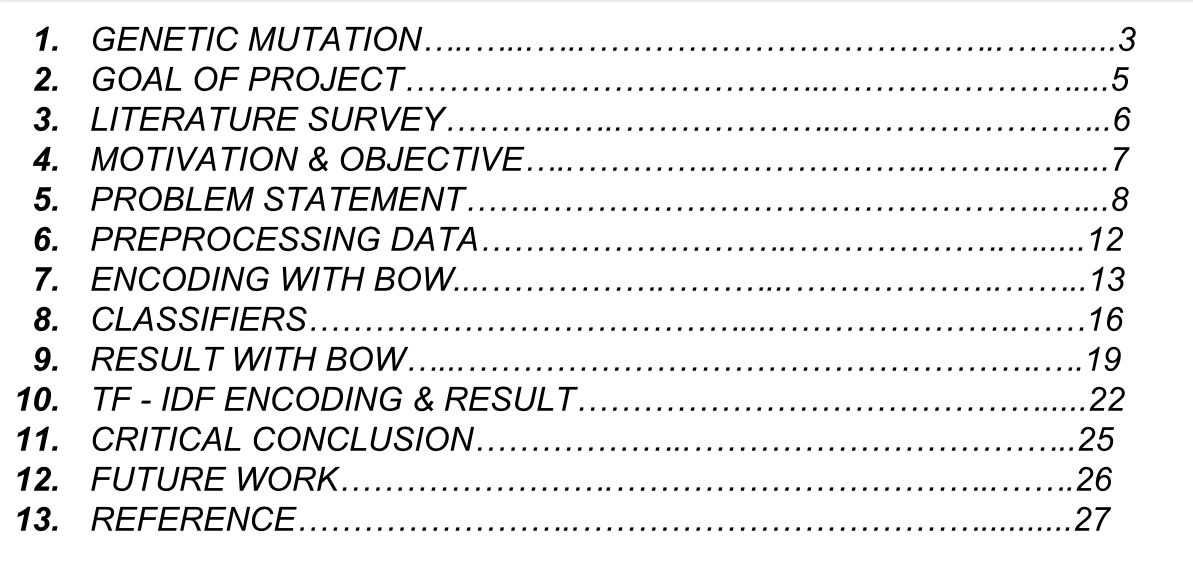 1. GENETIC MUTATION…..…...…..……………………………………..…….....3
2. GOAL OF PROJECT……………..……………………...…………………….....5
3. LITERATURE SURVEY………...…..…………………....……………………...6
4. MOTIVATION & OBJECTIVE…..……………..…………………..……...…......7
5. PROBLEM STATEMENT…….……………………………………………..…....8
6. PREPROCESSING DATA…………………………..…………………..…......12
7. ENCODING WITH BOW...………………..………...…………………..……...13
8. CLASSIFIERS…………………………………………....……………………..…….16
9. RESULT WITH BOW…...……………………………………………………..…..19
10. TF - IDF ENCODING & RESULT……………………………………………......22
11. CRITICAL CONCLUSION…………………..……………………………………...25
12. FUTURE WORK………………………..……………………………………..……..26
13. REFERENCE………………………..………………………………………...........27